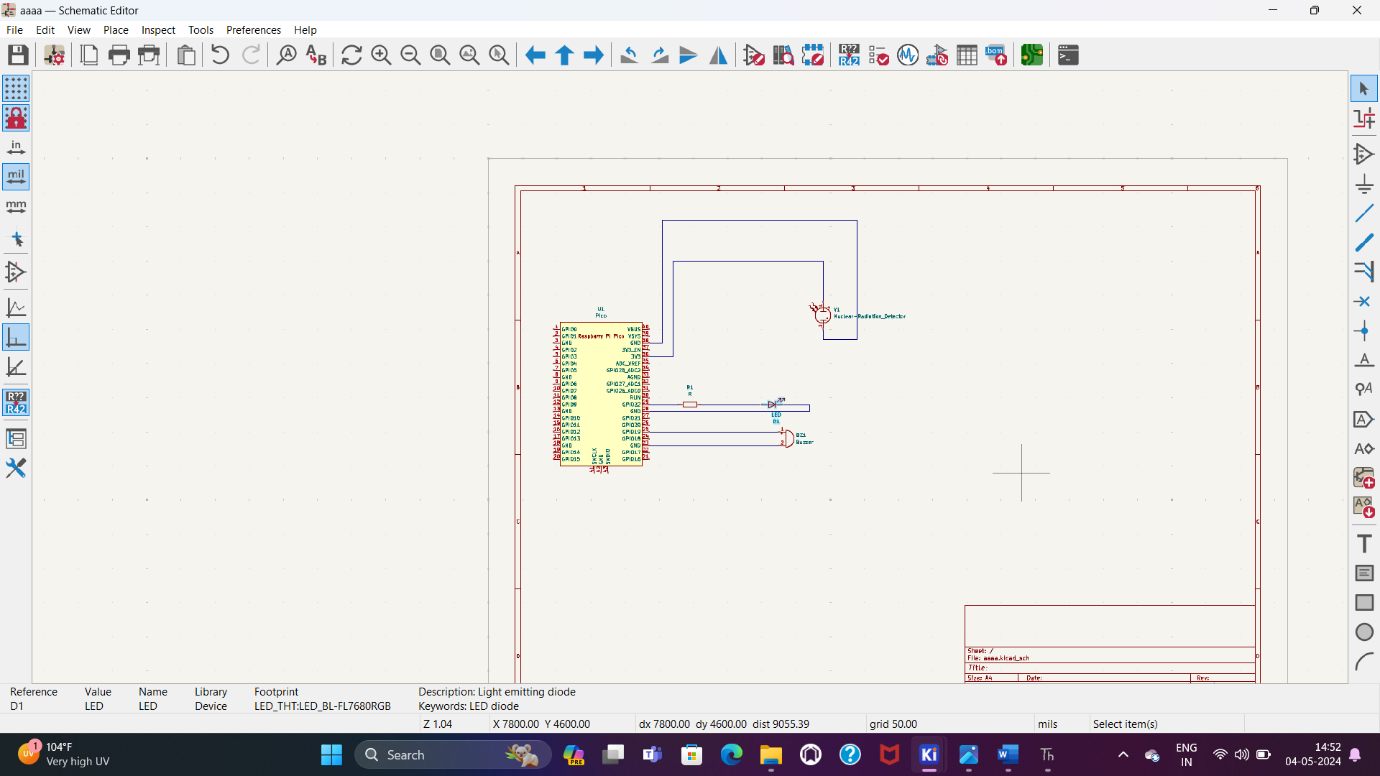 aaaa — Schematic Editor
File Edit View Place Inspect Tools Preferences Help
in
mil
mm
R??
R42
1 2 3 4 5 6
A A
B B
C C
D D
U1
Pico
Raspberry Pi Pico
GPIO0 VBUS
GPIO1 VSYS
GND GND
GPIO2 3V3_EN
GPIO3 3V3
GPIO4 ADC_VREF
GPIO5 GPIO28_ADC2
GND AGND
GPIO6 GPIO27_ADC1
GPIO7 GPIO26_ADC0
GPIO8 RUN
GPIO9 GPIO22
GND GND
GPIO10 GPIO21
GPIO11 GPIO20
GPIO12 GPIO19
GPIO13 GPIO18
GND GND
GPIO14 GPIO17
GPIO15 GPIO16
SWCLK
GND
SWDIO
V1
Nuclear-Radiation_Detector
R1
R
LED
D1
BZ1
Buzzer
1
2
Sheet: /
File: aaaa.kicad_sch
Title:
Size: A4 Date: Rev:
Reference Value Name Library Footprint Description: Light emitting diode
D1 LED LED Device LED_THT:LED_BL-FL7680RGB Keywords: LED diode
Z 1.04 X 7800.00 Y 4600.00 dx 7800.00 dy 4600.00 dist 9055.39 grid 50.00 mils Select item(s)
104°F
Very high UV
Search
PRE
ENG
IN
14:52
04-05-2024